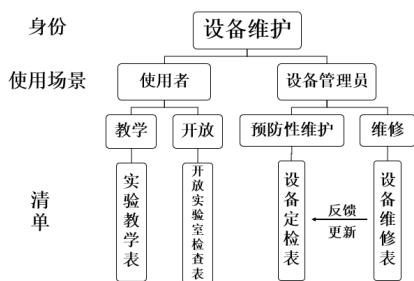 身份
设备维护
使用场景
使用者
设备管理员
教学
开放
预防性维护
维修
清单
实验教学表
开放实验室检查表
设备定检表
反馈
更新
设备维修表